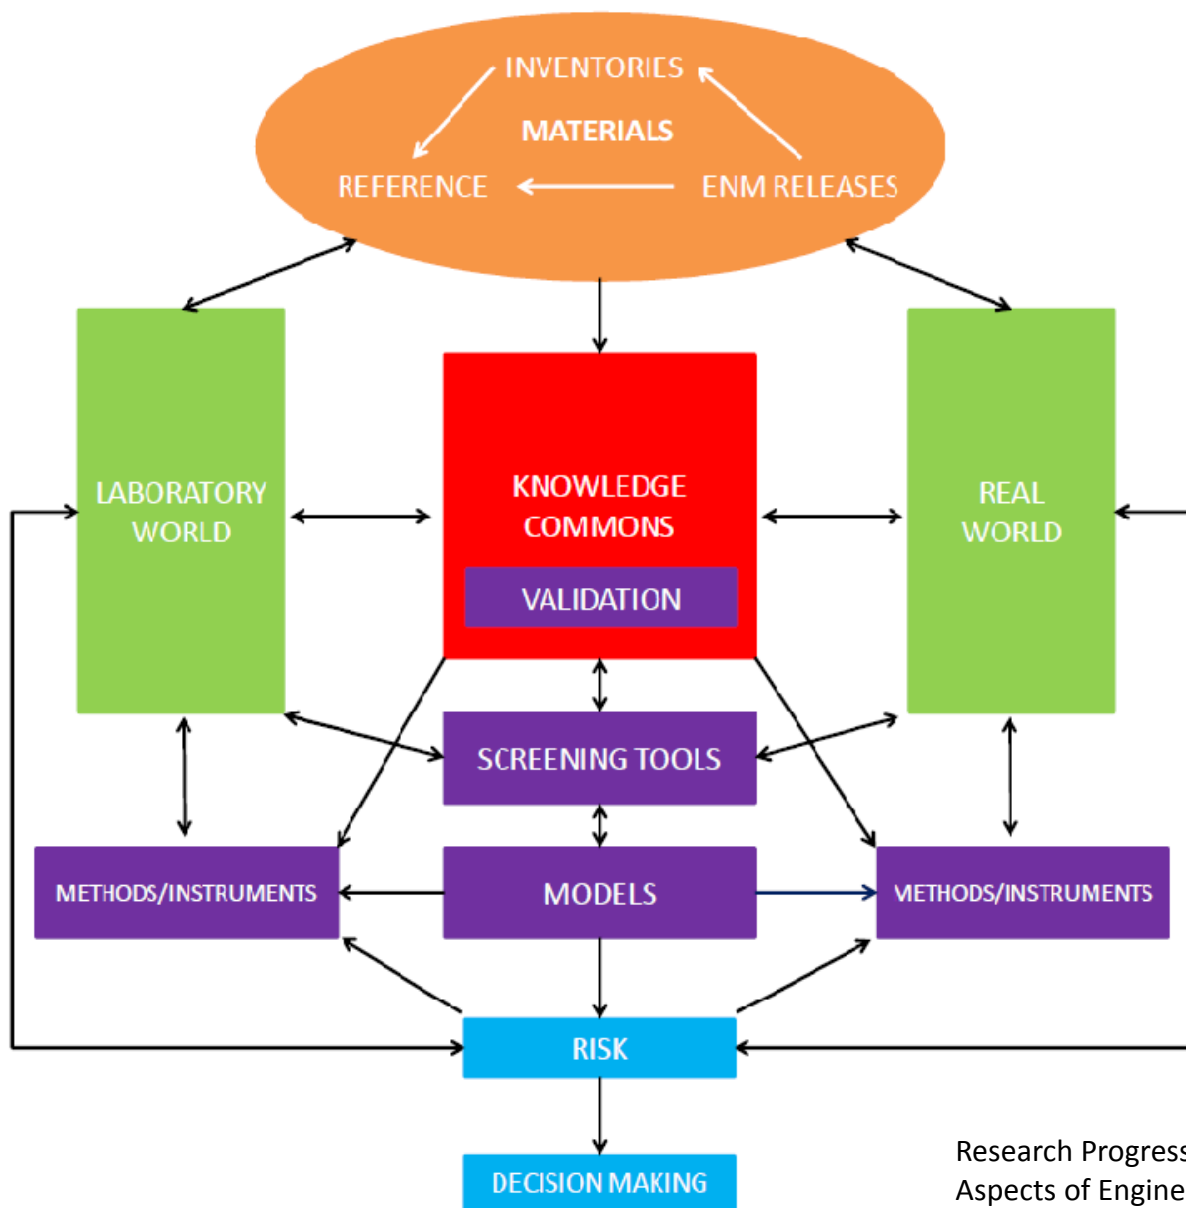 INVENTORIES
MATERIALS
REFERENCE
ENM RELEASES
LABORATORY
WORLD
KNOWLEDGE
COMMONS
VALIDATION
REAL
WORLD
SCREENING TOOLS
METHODS/INSTRUMENTS
MODELS
METHODS/INSTRUMENTS
RISK
DECISION MAKING
Research Progress
Aspects of Engine